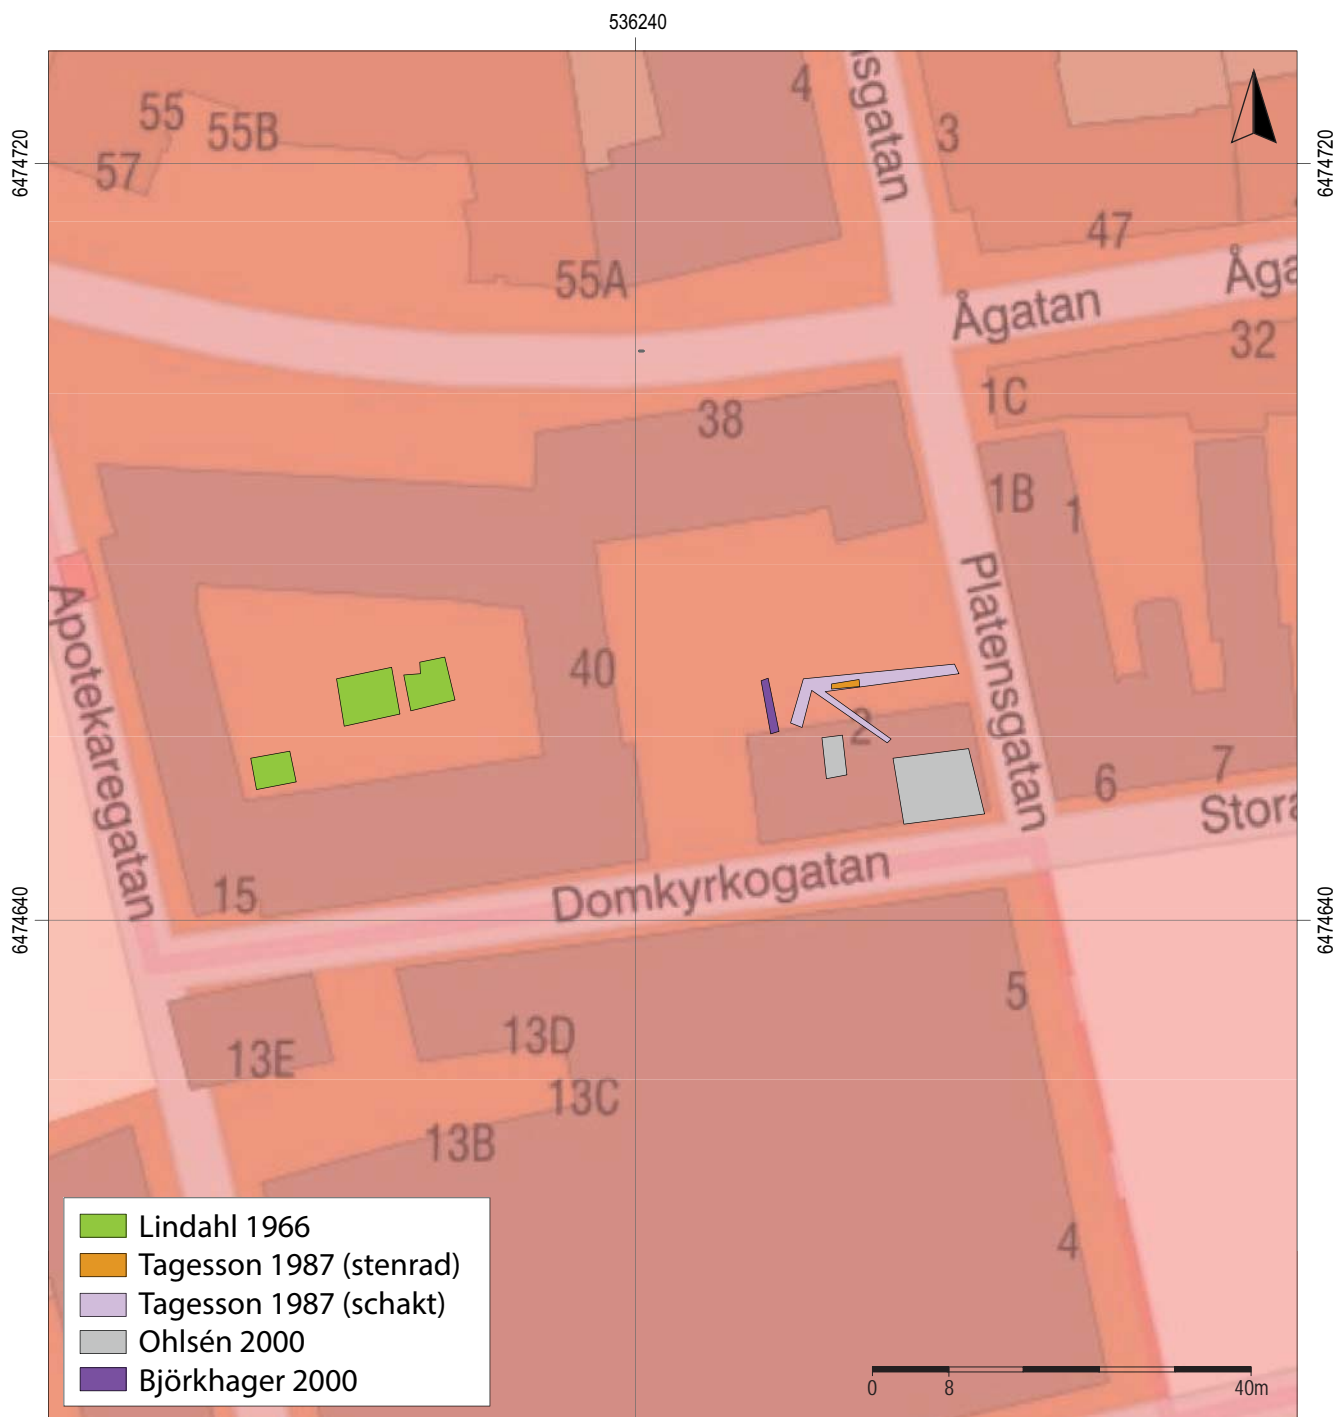 536240
6474720
6474720
55
55B
57
4
nsgatan
3
47
55A
Åga
Ågatan
32
1C
38
1B
1
Platensgatan
Apotekaregatan
40
2
7
6
Stora
15
Domkyrkogatan
6474640
6474640
5
13D
13E
13C
13B
4
Lindahl 1966
Tagesson 1987 (stenrad)
Tagesson 1987 (schakt)
Ohlsén 2000
Björkhager 2000
0 8 40m